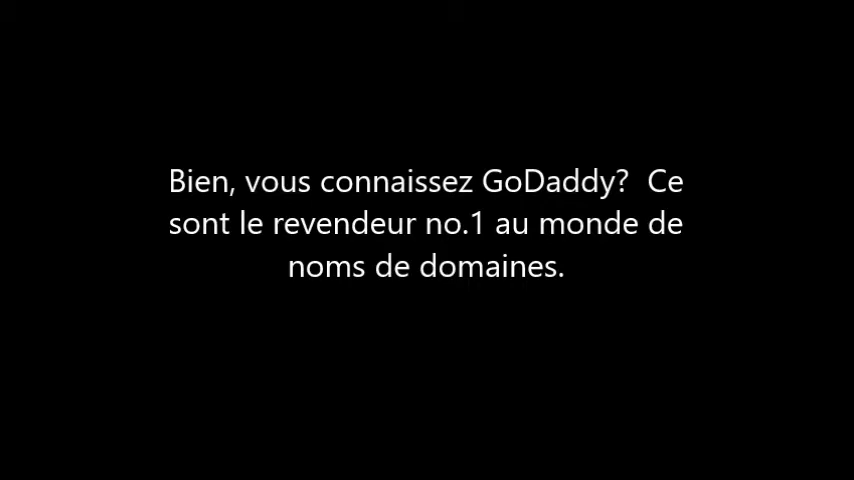 Bien, vous connaissez GoDaddy?  Ce
sont le revendeur no.1 au monde de
noms de domaines.